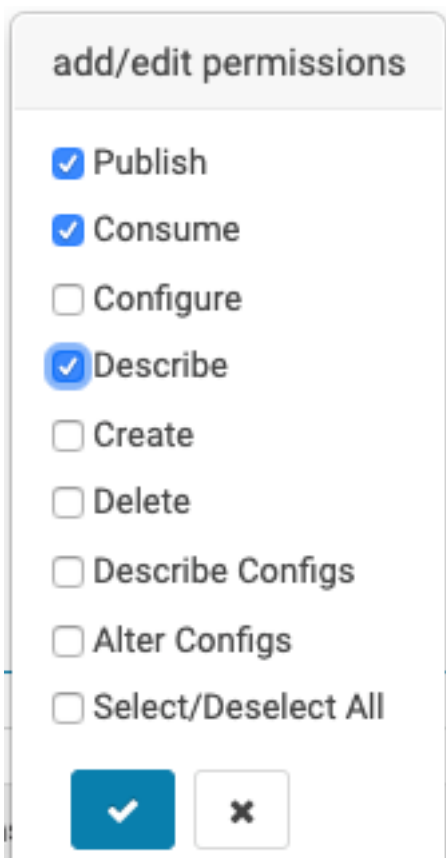 add/edit permissions
Publish
Consume
Configure
Describe
Create
Delete
Describe Configs
Alter Configs
Select/Deselect All